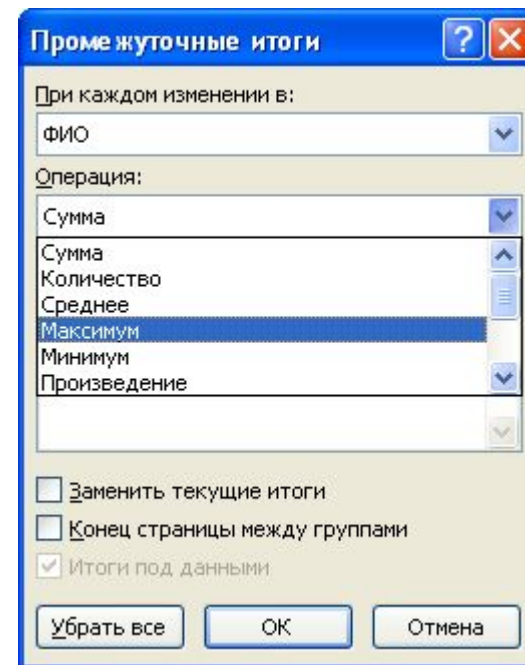 Промежуточные итоги
При каждом изменении в:
ФИО
Операция:
Сумма
Сумма
Количество
Среднее
Максимум
Минимум
Произведение
Заменить текущие итоги
Конец страницы между группами
Итоги под данными
Убрать все ОК Отмена